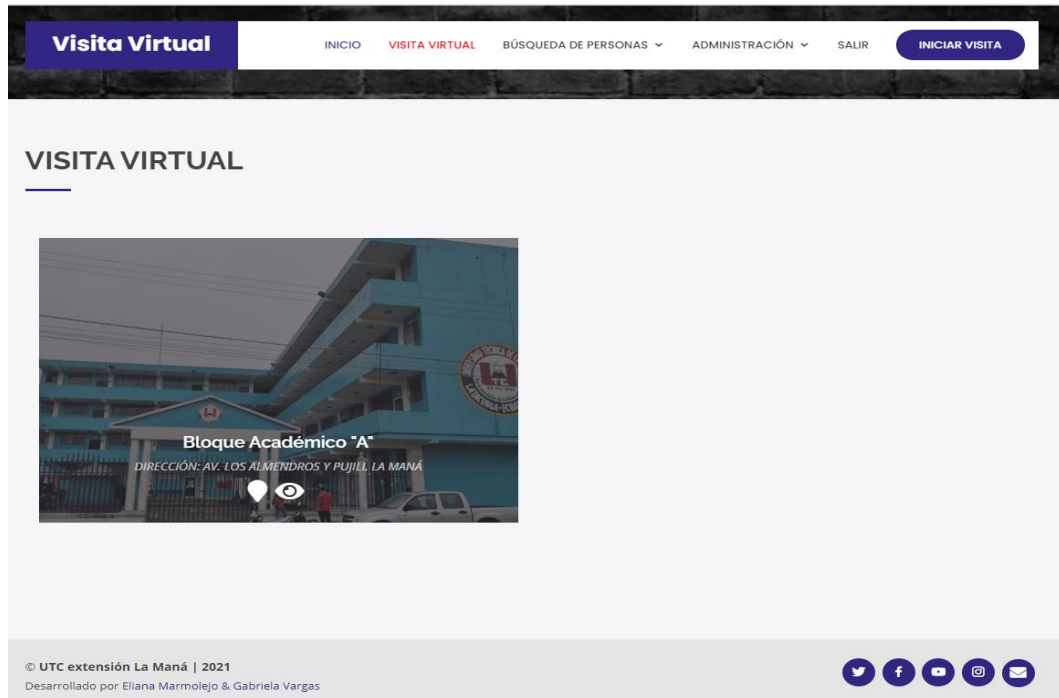 Visita Virtual
INICIO
VISITA VIRTUAL
BÚSQUEDA DE PERSONAS
ADMINISTRACIÓN
SALIR
INICIAR VISITA
VISITA VIRTUAL
Bloque Académico "A"
DIRECCIÓN: AV. LOS ALMENDROS Y PUJILI, LA MANÁ
© UTC extensión La Maná | 2021
Desarrollado por Eliana Marmolejo & Gabriela Vargas